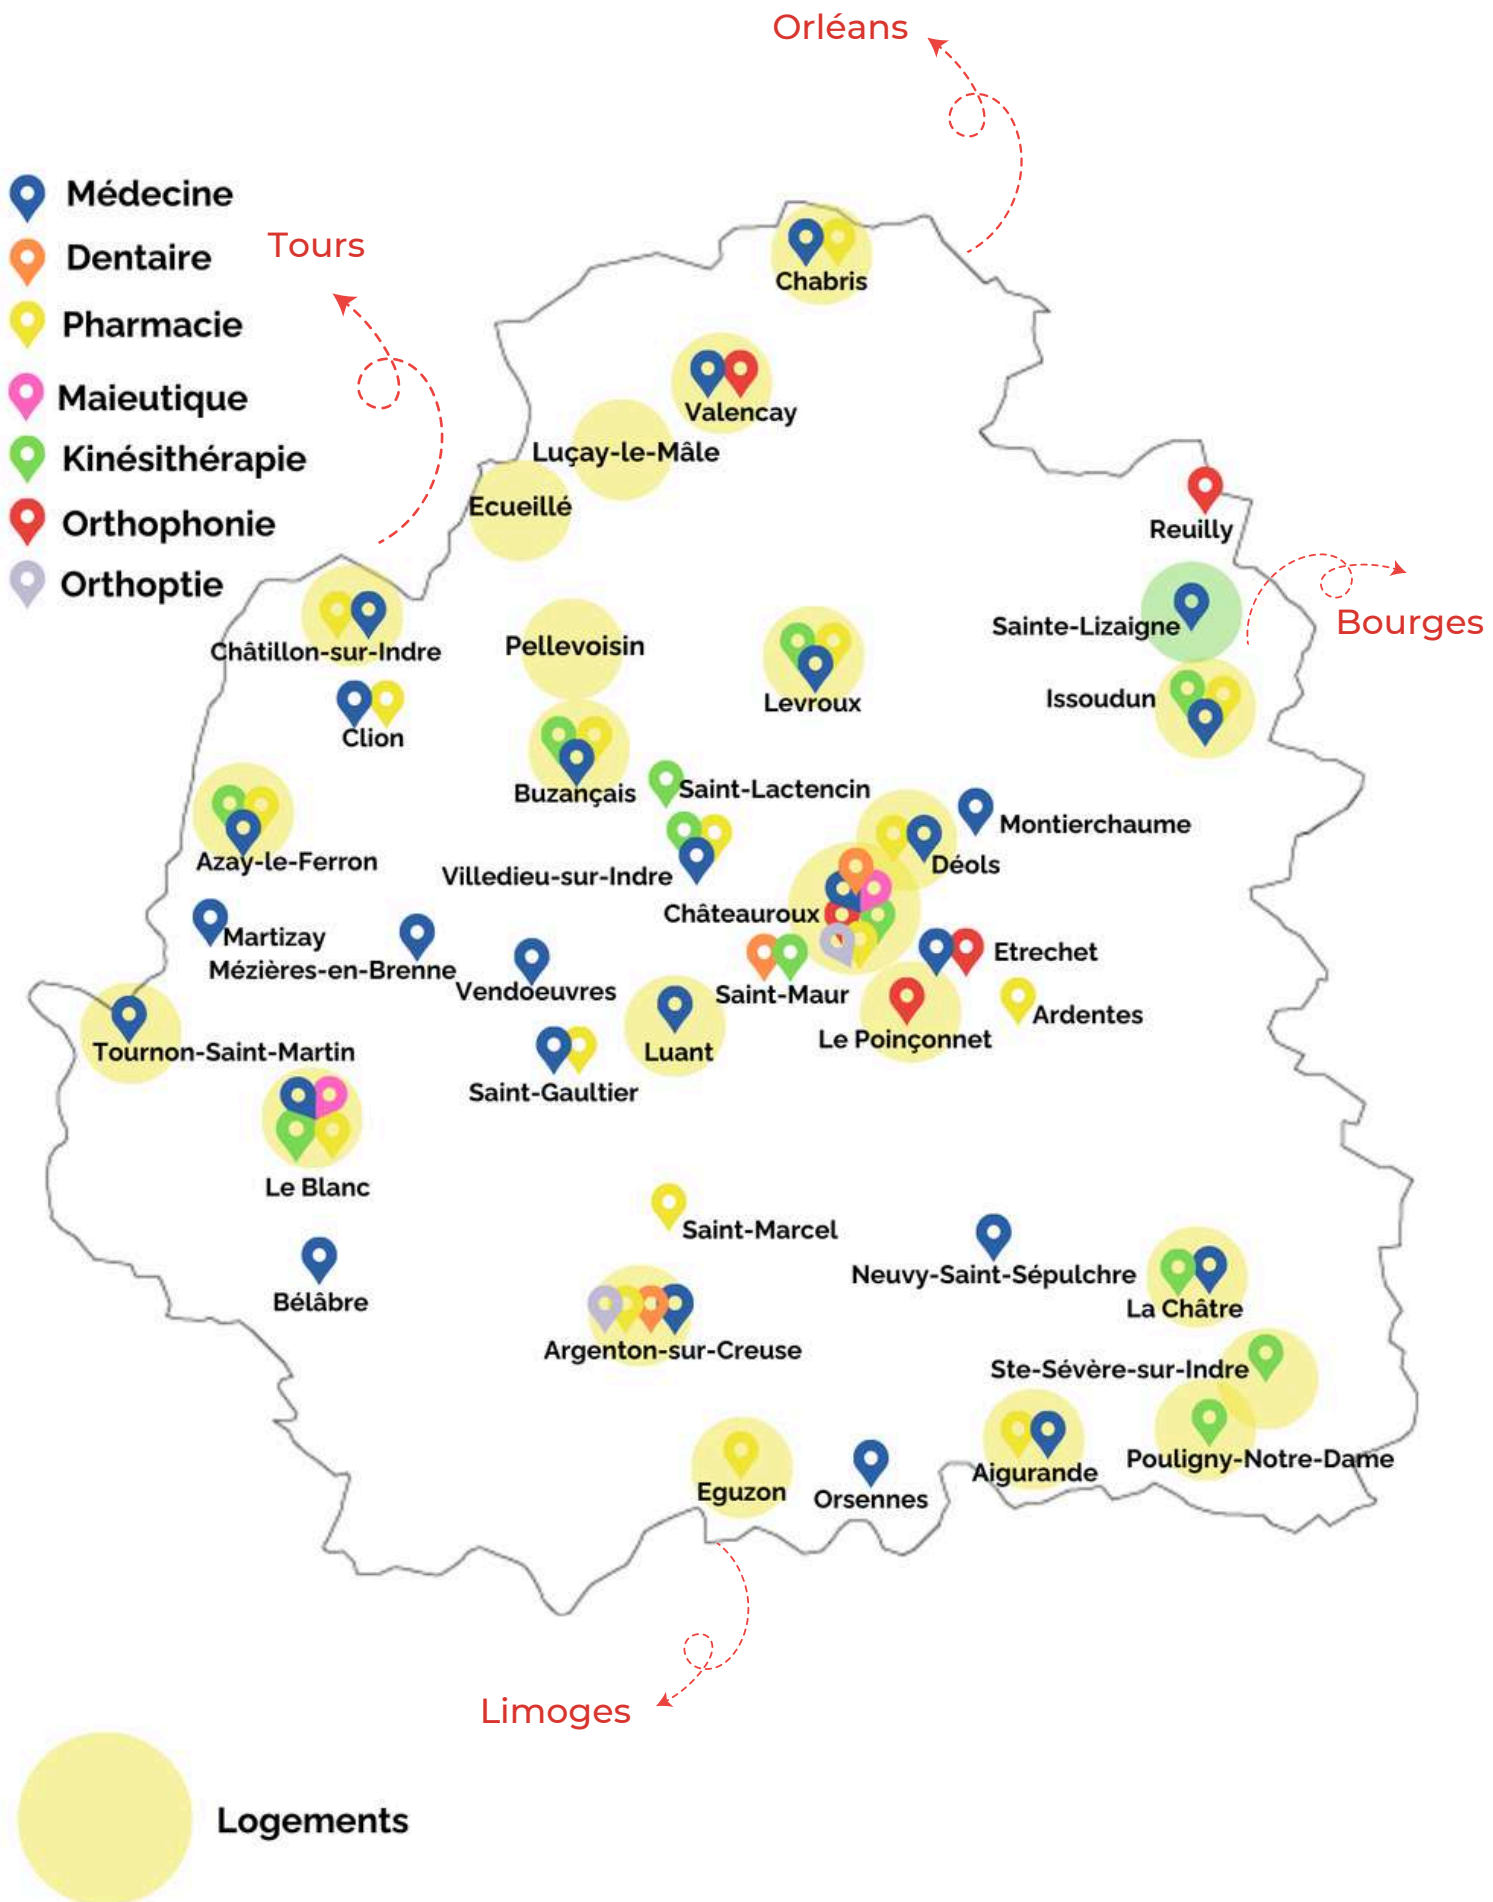 Orléans
Médecine
Dentaire
Tours
Pharmacie
Maieutique
Kinésithérapie
Orthophonie
Orthoptie
Chabris
Valencay
Luçay-le-Mâle
Ecueillé
Reuilly
Sainte-Lizaigne
Bourges
Châtillon-sur-Indre
Pellevoisin
Levroux
Issoudun
Clion
Buzançais
Saint-Lactencin
Montierchaume
Azay-le-Ferron
Villedieu-sur-Indre
Déols
Châteauroux
Martizay
Mézières-en-Brenne
Etrechet
Vendoeuvres
Saint-Maur
Ardentes
Tournon-Saint-Martin
Luant
Le Poinçonnet
Saint-Gaultier
Le Blanc
Saint-Marcel
Neuvy-Saint-Sépulchre
Bélâbre
La Châtre
Argenton-sur-Creuse
Ste-Sévère-sur-Indre
Pouligny-Notre-Dame
Aigurande
Eguzon
Orsennes
Limoges
Logements